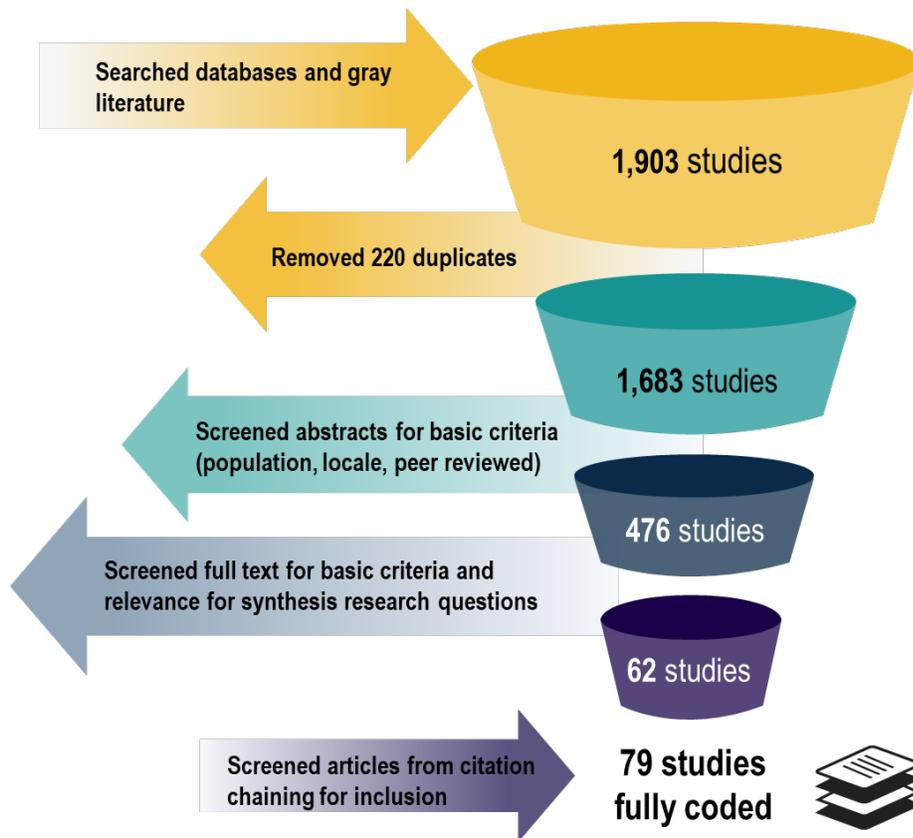 Searched databases and gray
literature
1,903 studies
Removed 220 duplicates
1,683 studies
Screened abstracts for basic criteria
(population, locale, peer reviewed)
476 studies
Screened full text for basic criteria and
relevance for synthesis research questions
62 studies
Screened articles from citation
chaining for inclusion
79 studies
fully coded